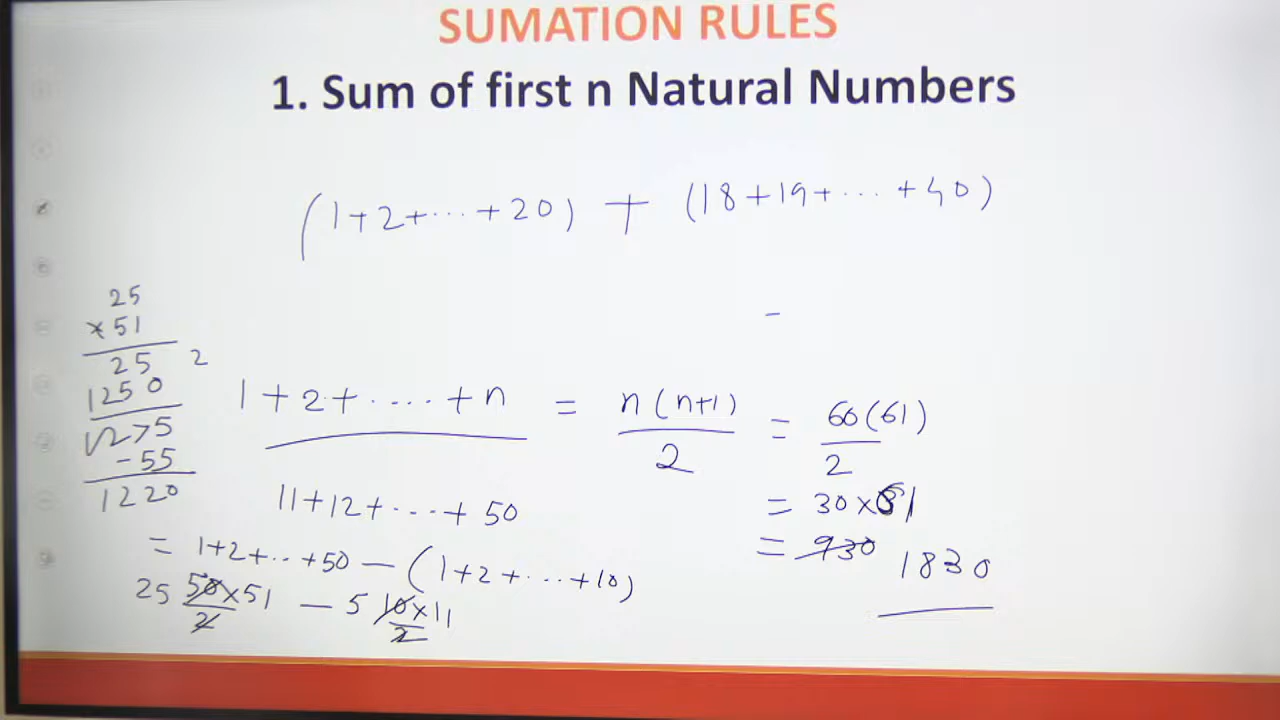 SUMATION RULES
1. Sum of first n Natural Numbers
(1+2+...+20) + (18+19+...+40)
25
×51
25 2
1250
1275
-55
1220
1+2+....+n = n(n+1)/2 = 60(61)/2
= 30×61
= 930 1830
11+12+...+50
= 1+2+...+50 - (1+2+...+10)
25 50×51/2 - 5 10×11/2